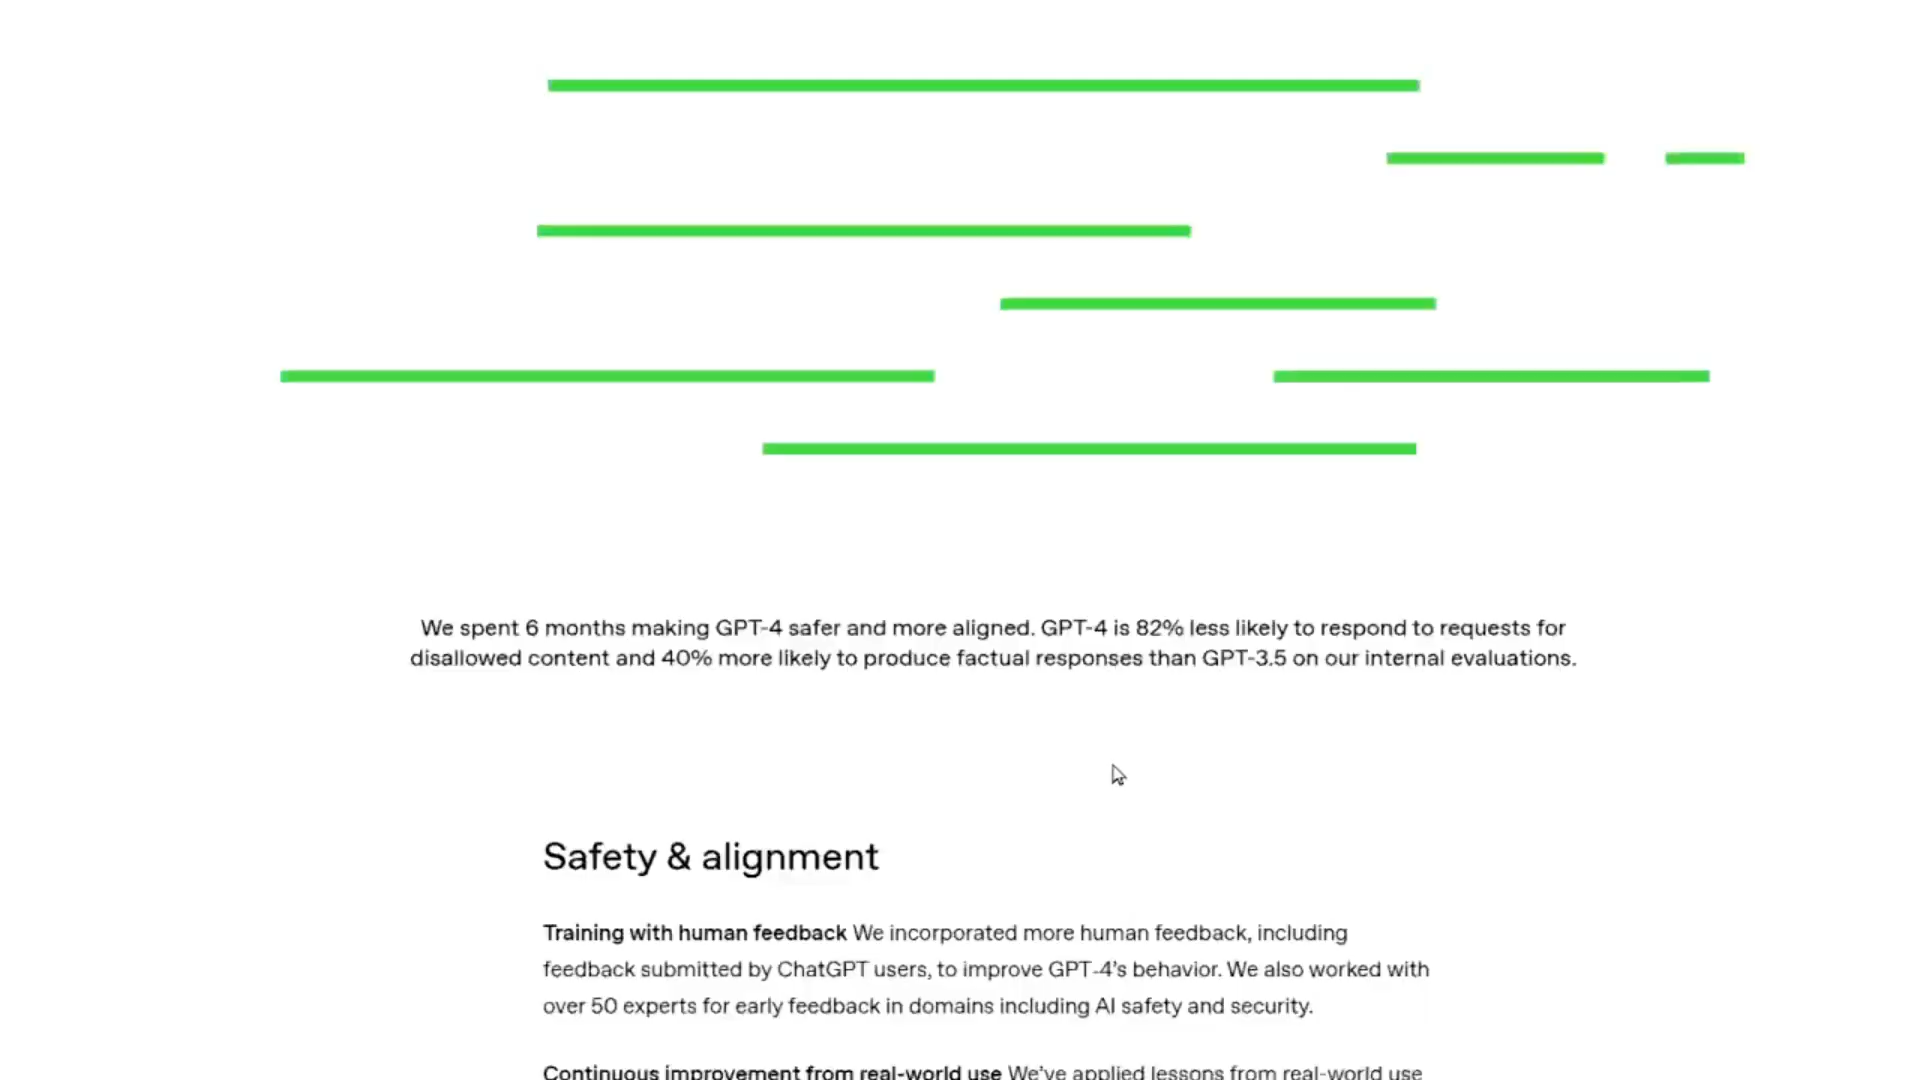 We spent 6 months making GPT-4 safer and more aligned. GPT-4 is 82% less likely to respond to requests for
disallowed content and 40% more likely to produce factual responses than GPT-3.5 on our internal evaluations.
Safety & alignment
Training with human feedback We incorporated more human feedback, including
feedback submitted by ChatGPT users, to improve GPT-4’s behavior. We also worked with
over 50 experts for early feedback in domains including AI safety and security.
Continuous improvement from real-world use We’ve applied lessons from real-world use